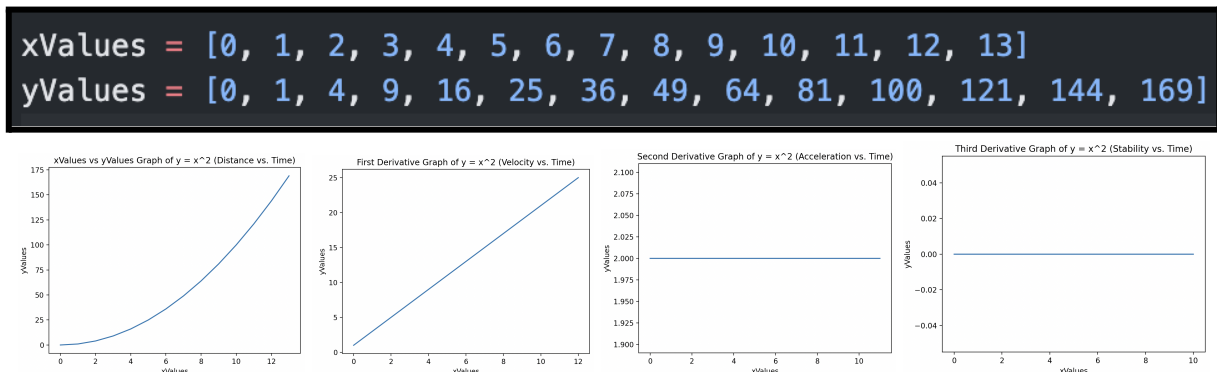 xValues = [0, 1, 2, 3, 4, 5, 6, 7, 8, 9, 10, 11, 12, 13]
yValues = [0, 1, 4, 9, 16, 25, 36, 49, 64, 81, 100, 121, 144, 169]
xValues vs yValues Graph of y = x^2 (Distance vs. Time)
175
150
125
100
75
50
25
0
yValues
0 2 4 6 8 10 12
xValues
First Derivative Graph of y = x^2 (Velocity vs. Time)
25
20
15
10
5
0
yValues
0 2 4 6 8 10 12
xValues
Second Derivative Graph of y = x^2 (Acceleration vs. Time)
2.100
2.075
2.050
2.025
2.000
1.975
1.950
1.925
1.900
yValues
0 2 4 6 8 10
xValues
Third Derivative Graph of y = x^2 (Stability vs. Time)
0.04
0.02
0.00
−0.02
−0.04
yValues
0 2 4 6 8 10
xValues